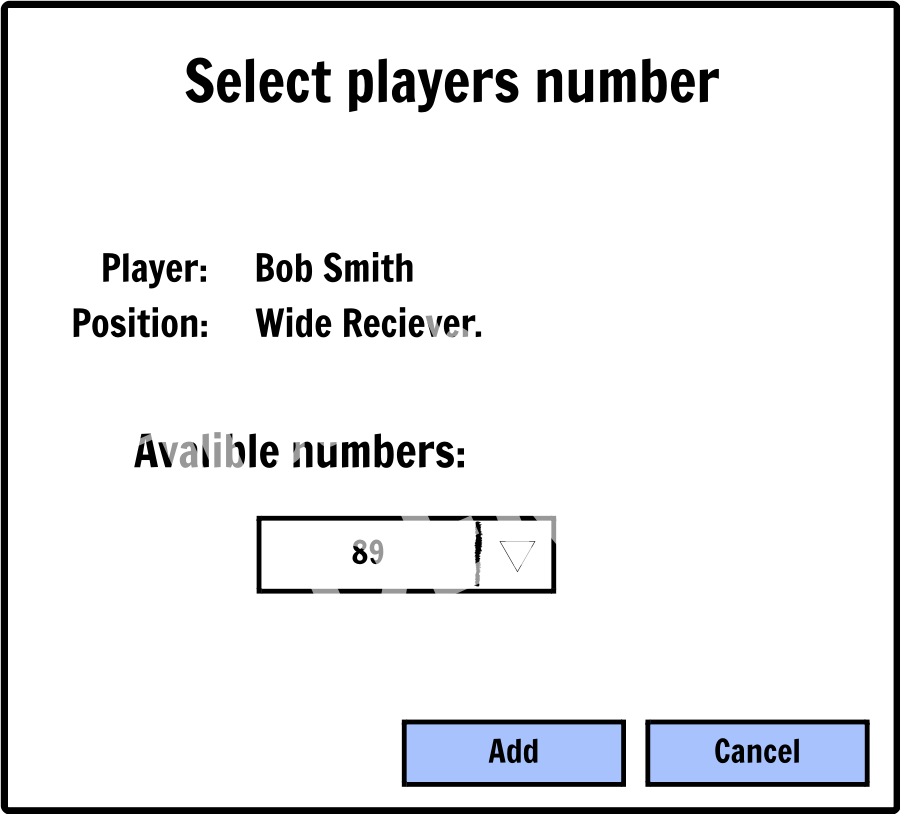 Select players number
Player: Bob Smith
Position: Wide Reciever.
Avalible numbers:
89
Add Cancel